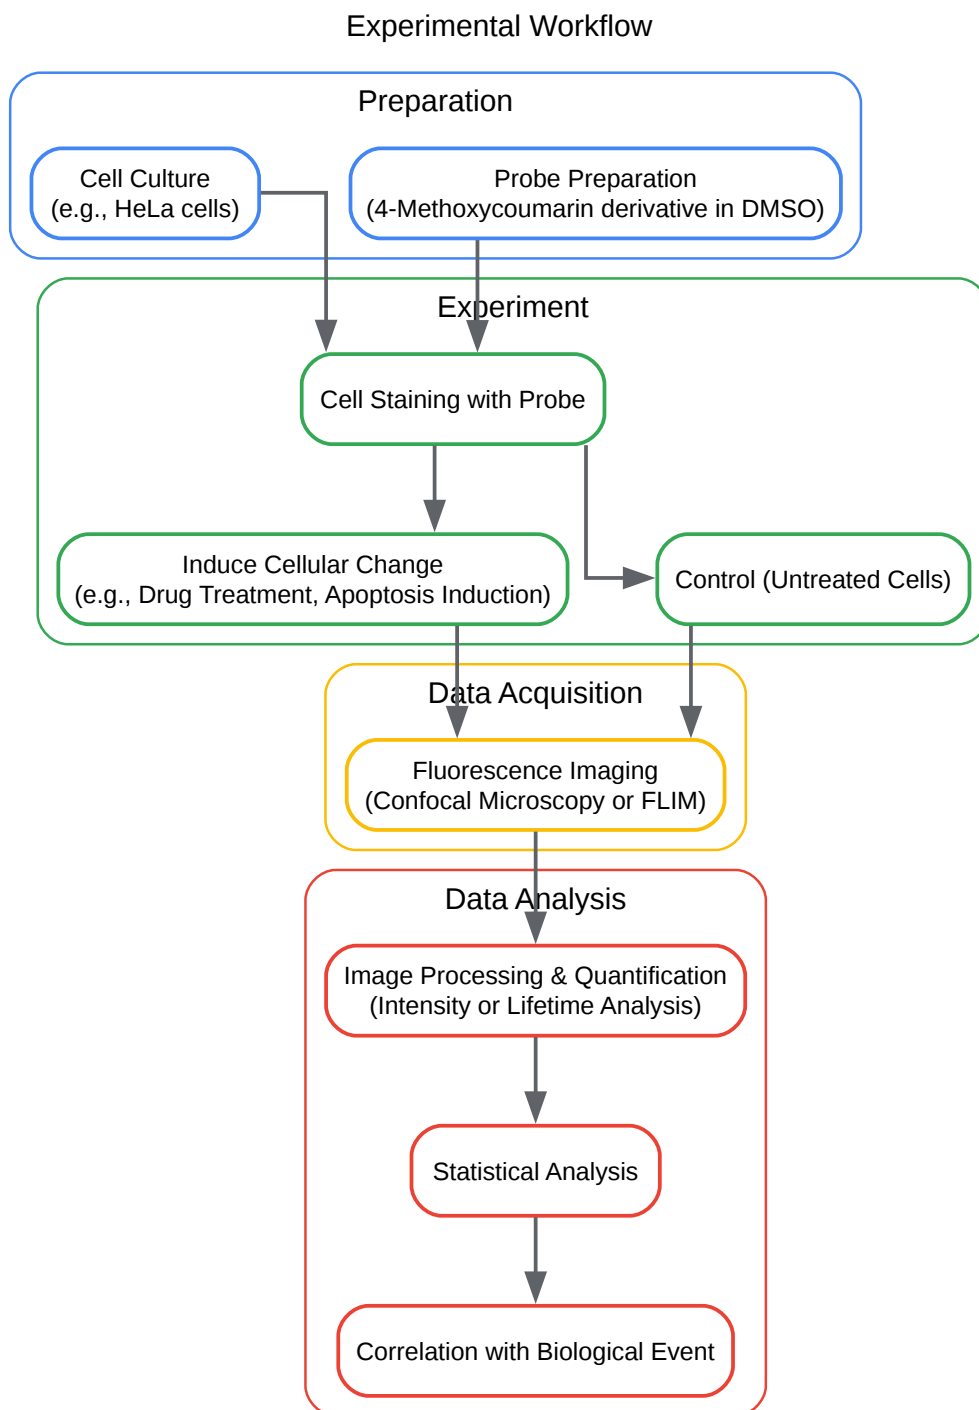 Experimental Workflow
Preparation
Cell Culture
(e.g., HeLa cells)
Probe Preparation
(4-Methoxycoumarin derivative in DMSO)
Experiment
Cell Staining with Probe
Induce Cellular Change
(e.g., Drug Treatment, Apoptosis Induction)
Control (Untreated Cells)
Data Acquisition
Fluorescence Imaging
(Confocal Microscopy or FLIM)
Data Analysis
Image Processing & Quantification
(Intensity or Lifetime Analysis)
Statistical Analysis
Correlation with Biological Event